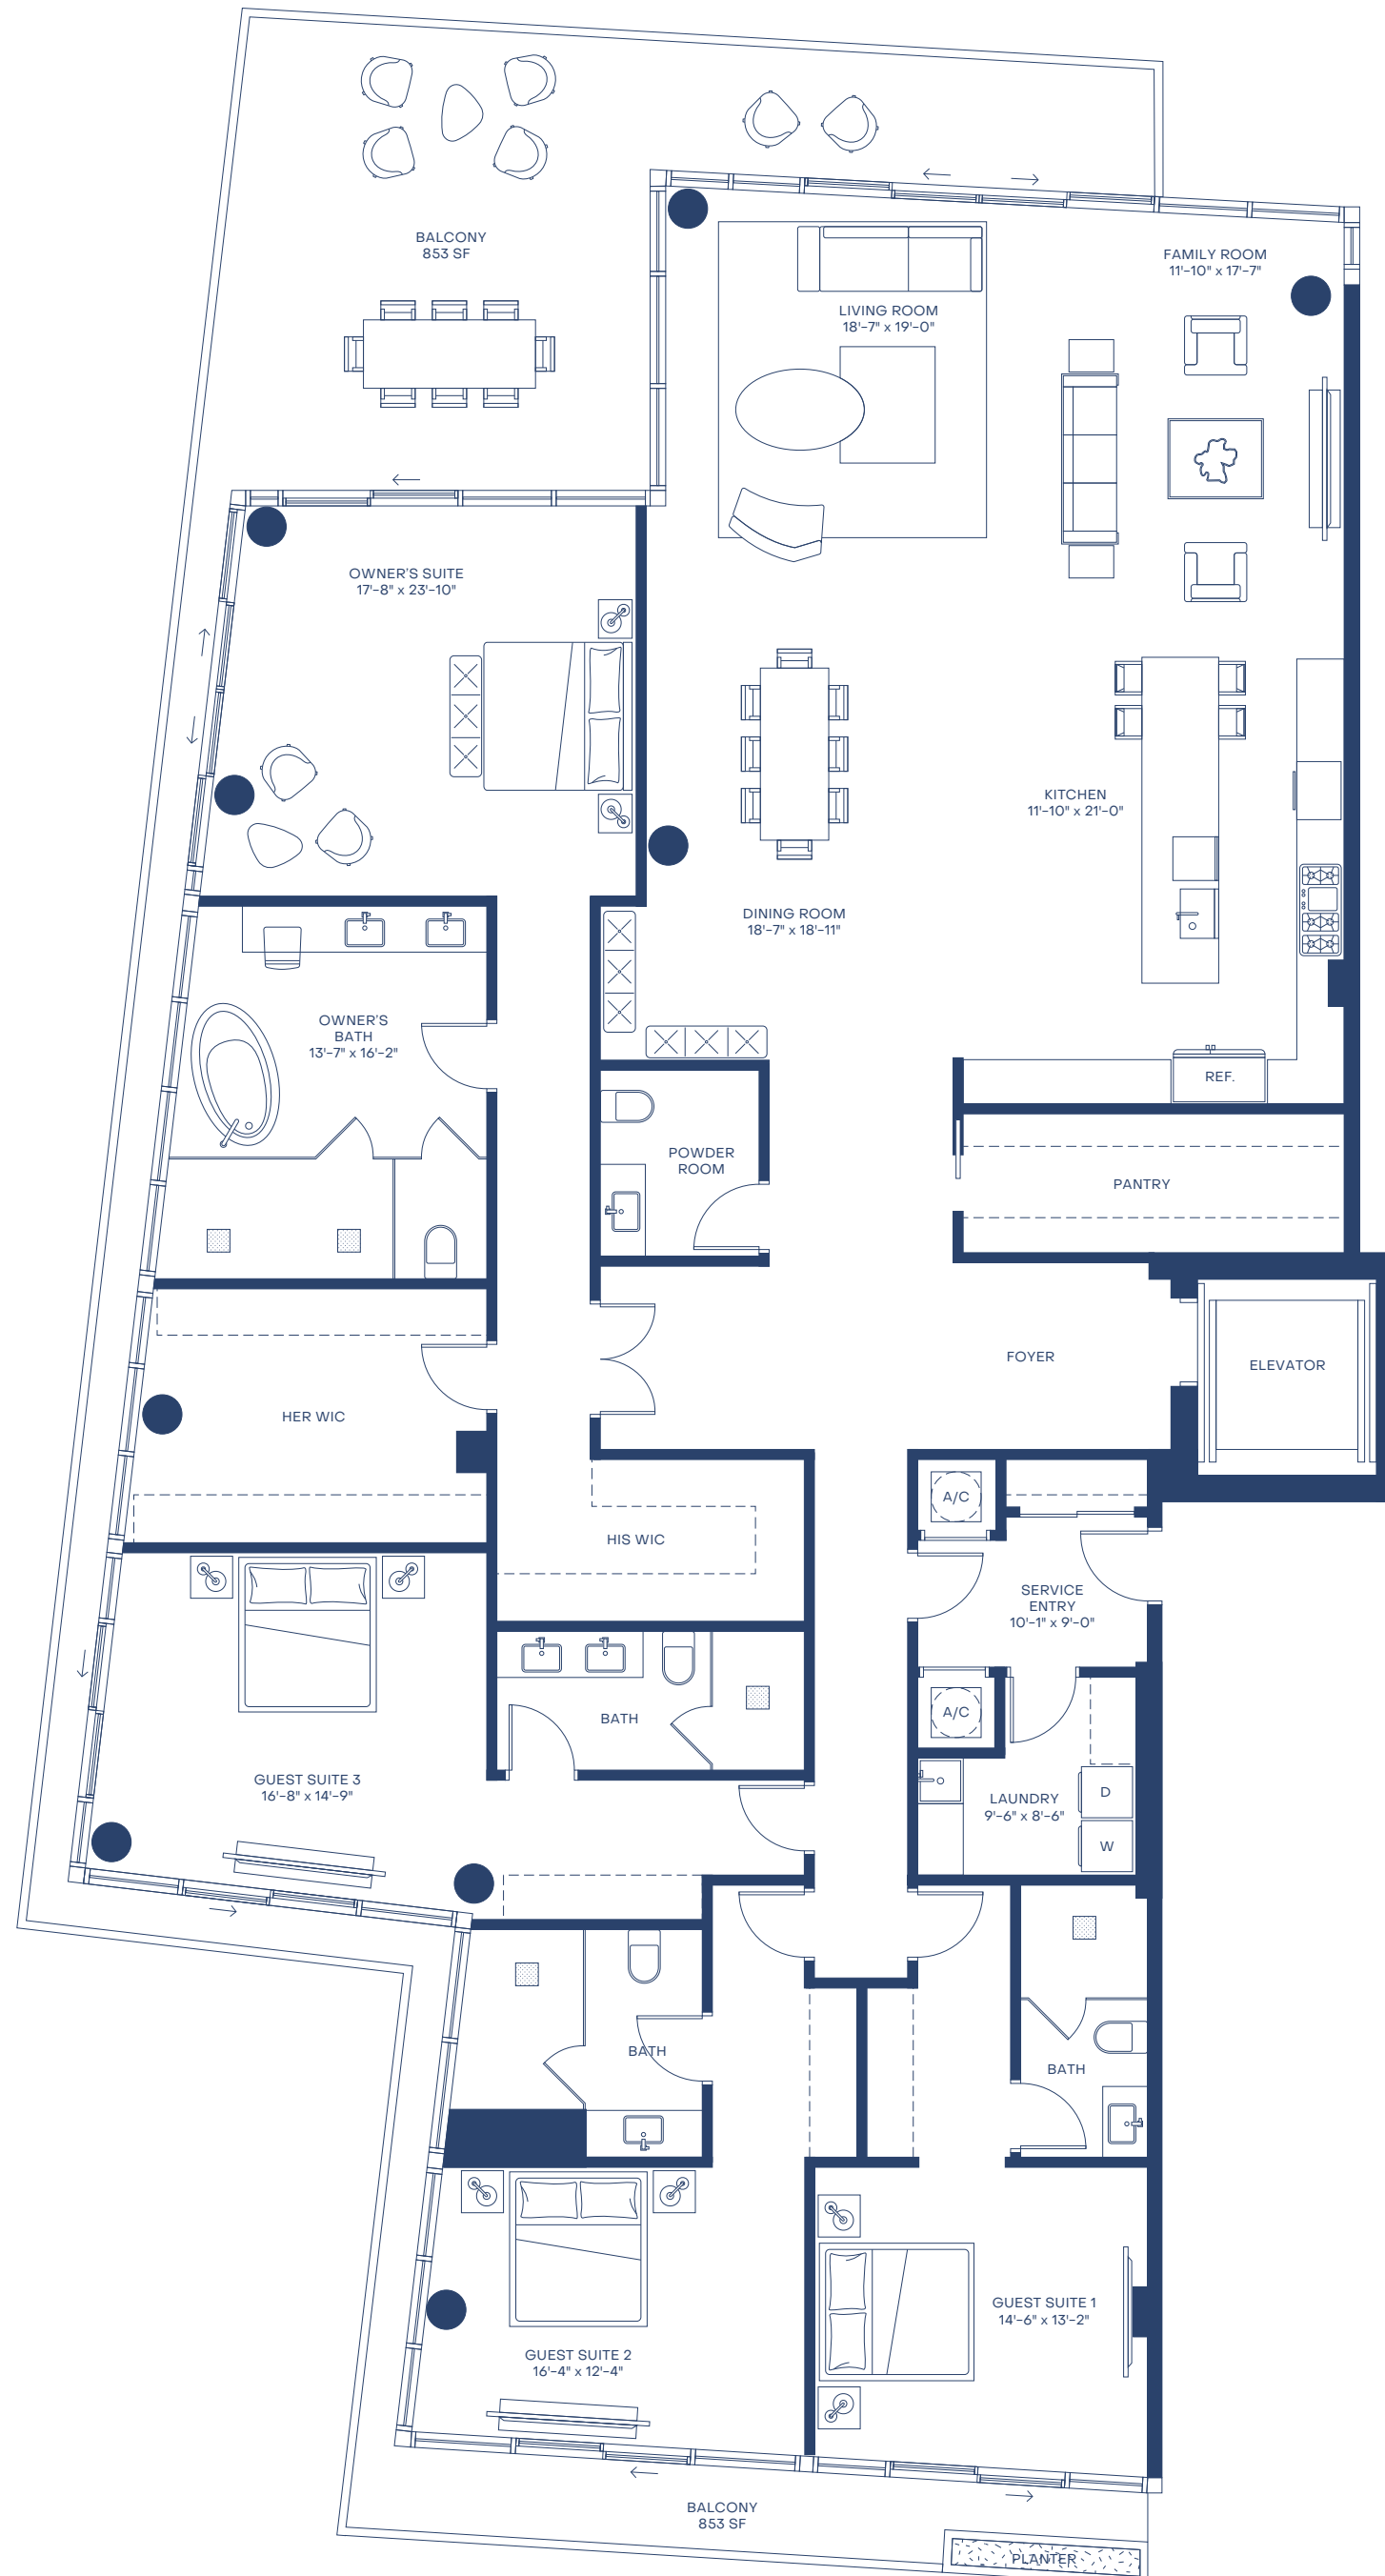 BALCONY
853 SF
FAMILY ROOM
11'-10" x 17'-7"
LIVING ROOM
18'-7" x 19'-0"
OWNER'S SUITE
17'-8" x 23'-10"
KITCHEN
11'-10" x 21'-0"
DINING ROOM
18'-7" x 18'-11"
OWNER'S
BATH
13'-7" x 16'-2"
REF.
POWDER
ROOM
PANTRY
FOYER
ELEVATOR
HER WIC
A/C
HIS WIC
SERVICE
ENTRY
10'-1" x 9'-0"
A/C
BATH
GUEST SUITE 3
16'-8" x 14'-9"
LAUNDRY
9'-6" x 8'-6"
D
W
BATH
BATH
GUEST SUITE 1
14'-6" x 13'-2"
GUEST SUITE 2
16'-4" x 12'-4"
BALCONY
853 SF
PLANTER